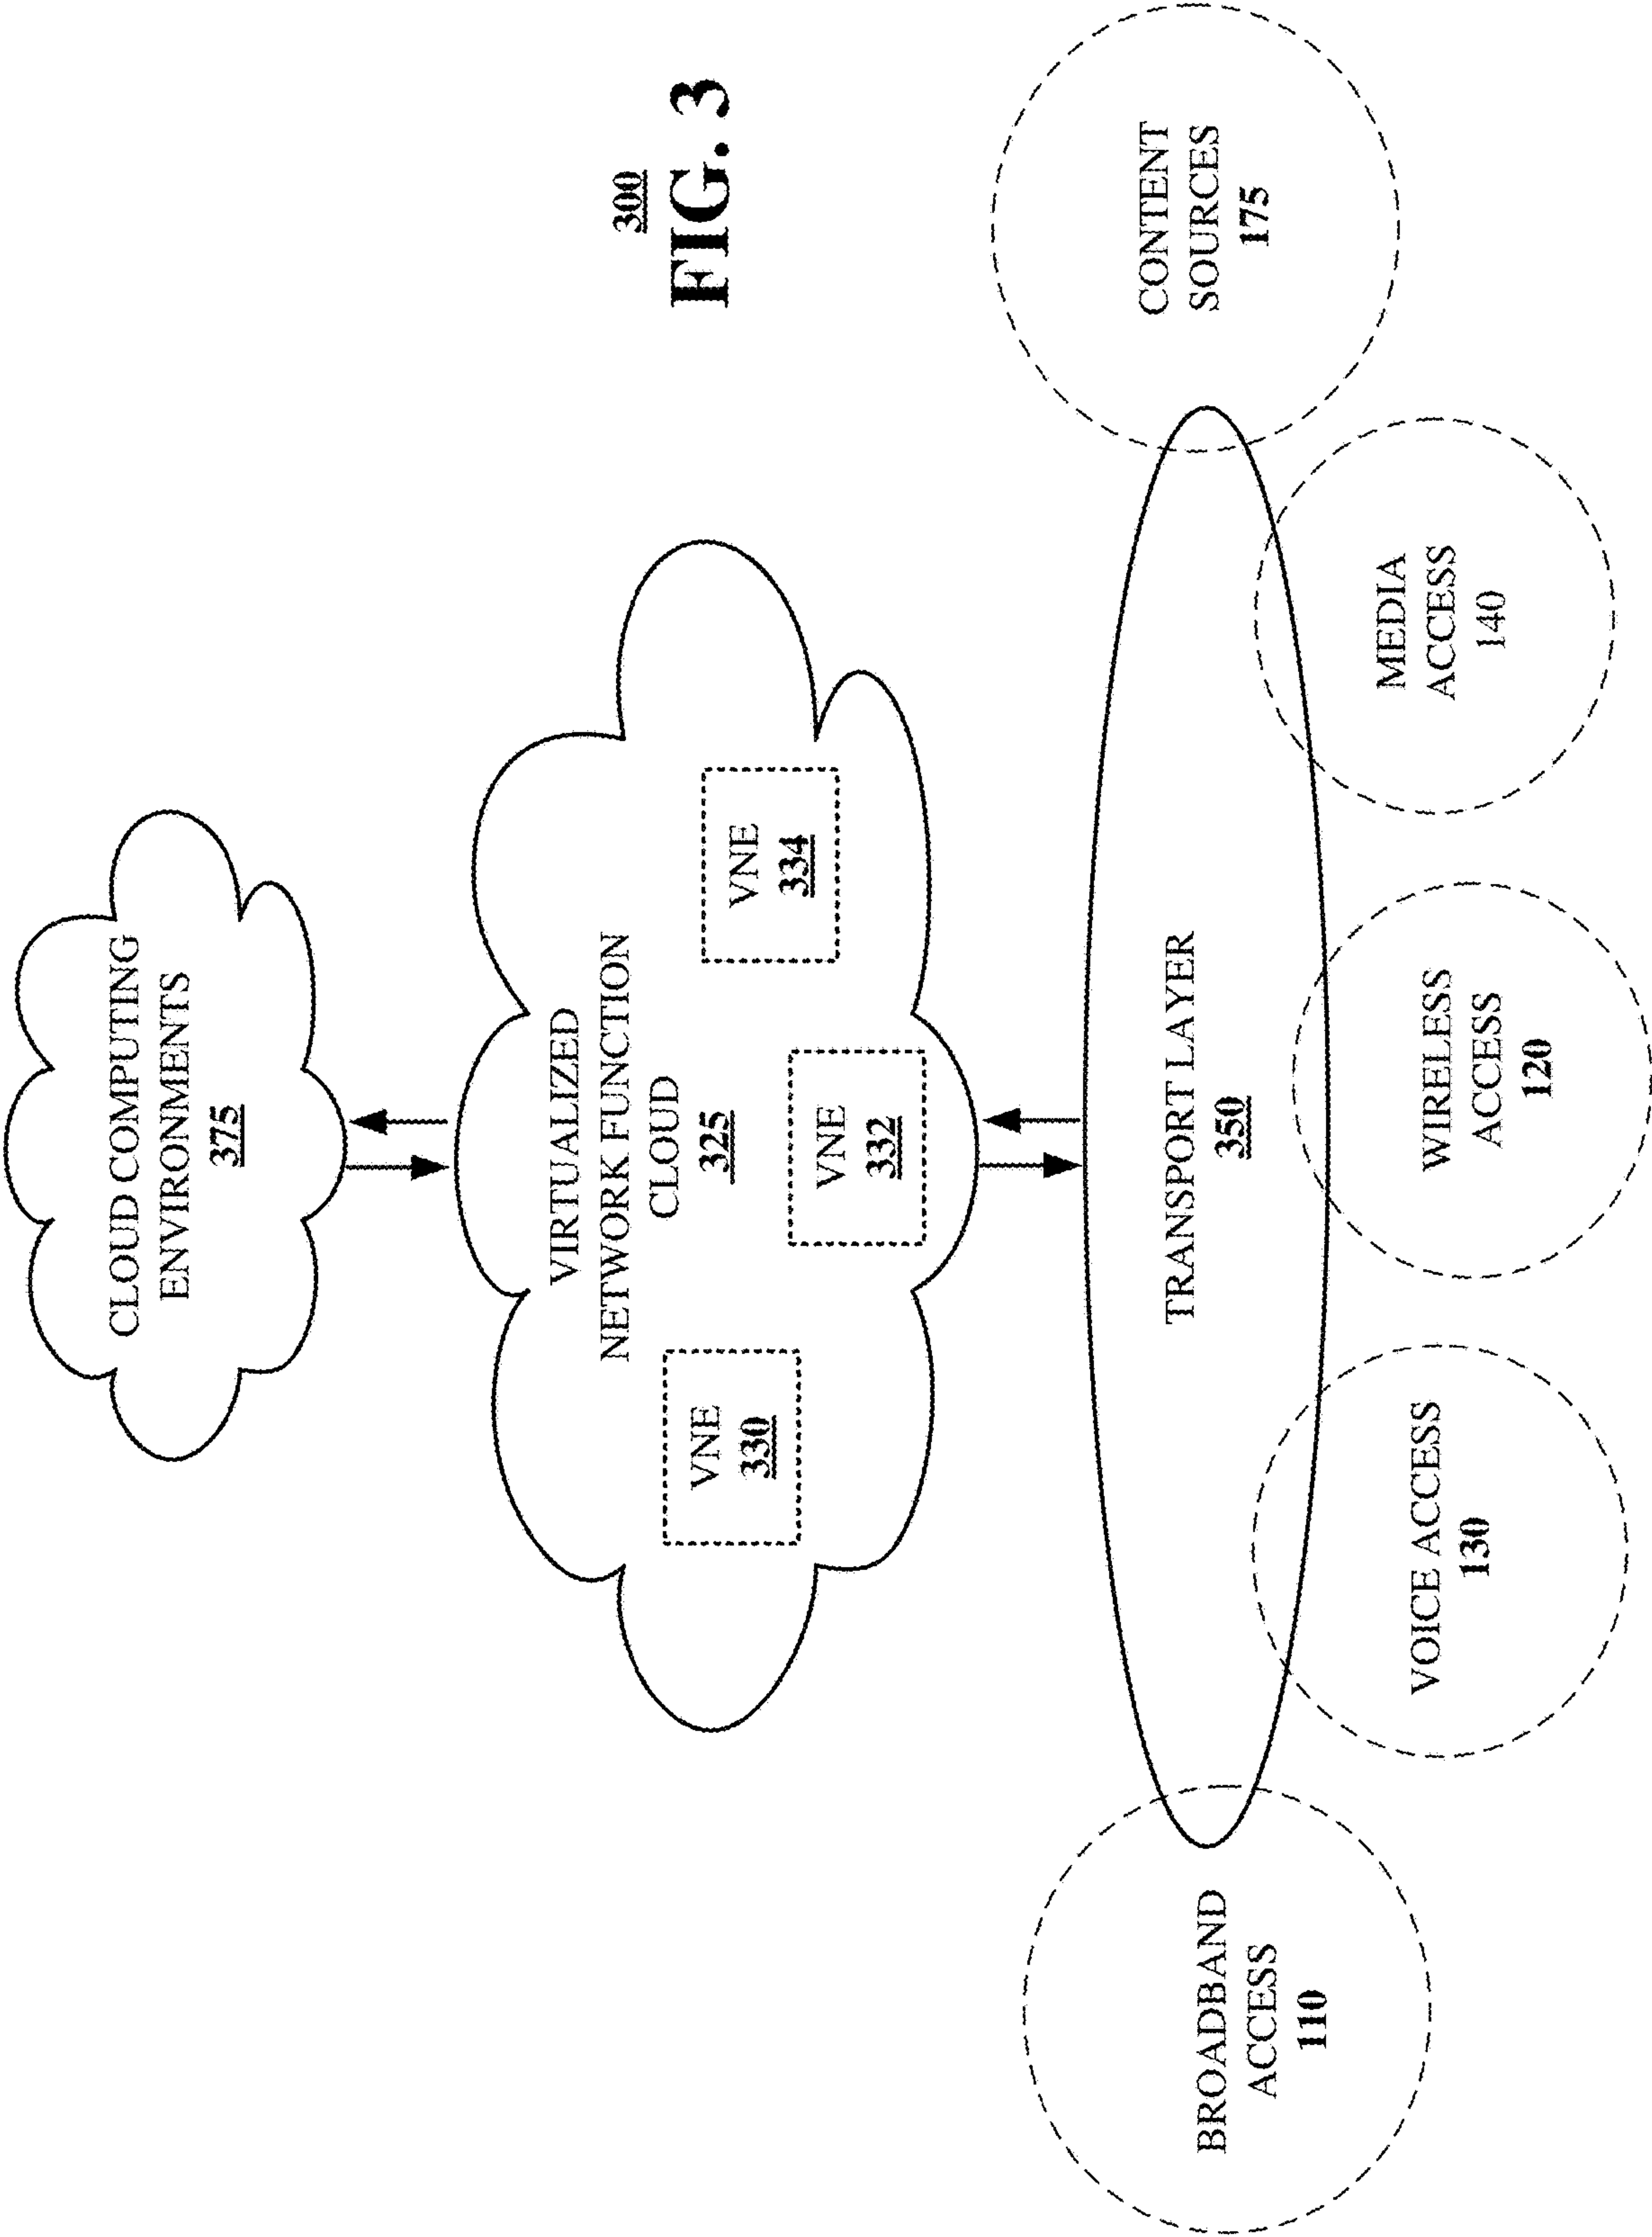 CLOUD COMPUTING
ENVIRONMENTS
375
VIRTUALIZED
NETWORK FUNCTION
CLOUD
325
VNE
330
VNE
332
VNE
334
TRANSPORT LAYER
350
BROADBAND
ACCESS
110
VOICE ACCESS
130
WIRELESS
ACCESS
120
MEDIA
ACCESS
140
CONTENT
SOURCES
175
300
FIG. 3